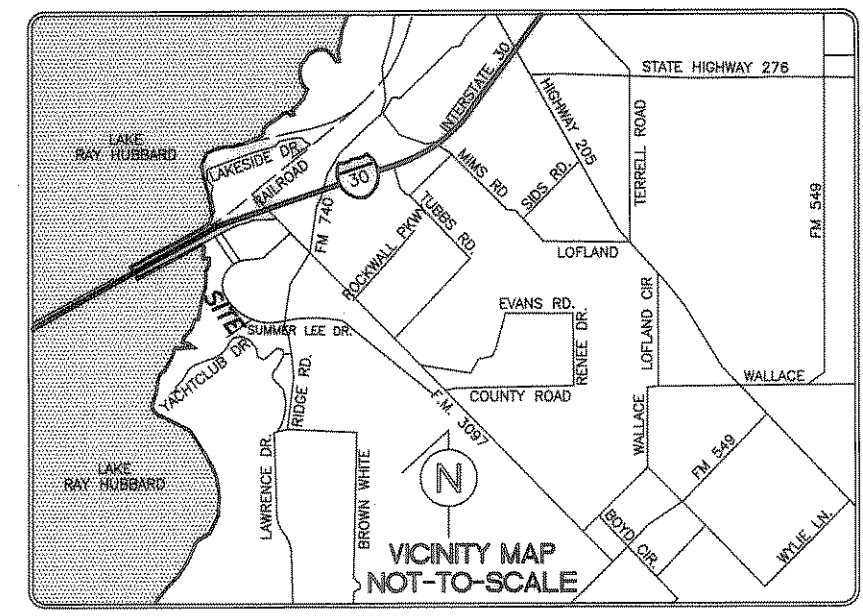 STATE HIGHWAY 276
INTERSTATE 30
HIGHWAY 205
LAKE
RAY HUBBARD
LAKESIDE DR.
RAILROAD
30
MIMS RD
SIDS RD.
TERRELL ROAD
FM 549
FM 740
TUBBS RD.
ROCKWALL PKWY
LOFLAND
SITE
SUMMER LEE DR.
EVANS RD.
RENEE DR.
LOFLAND CIR
YACHTCLUB DR
RIDGE RD.
F.M. 3097
COUNTY ROAD
WALLACE
WALLACE
LAKE
RAY HUBBARD
LAWRENCE DR.
BROWN WHITE
N
FM 549
BOYD CIR.
WYLIE LN.
VICINITY MAP
NOT-TO-SCALE